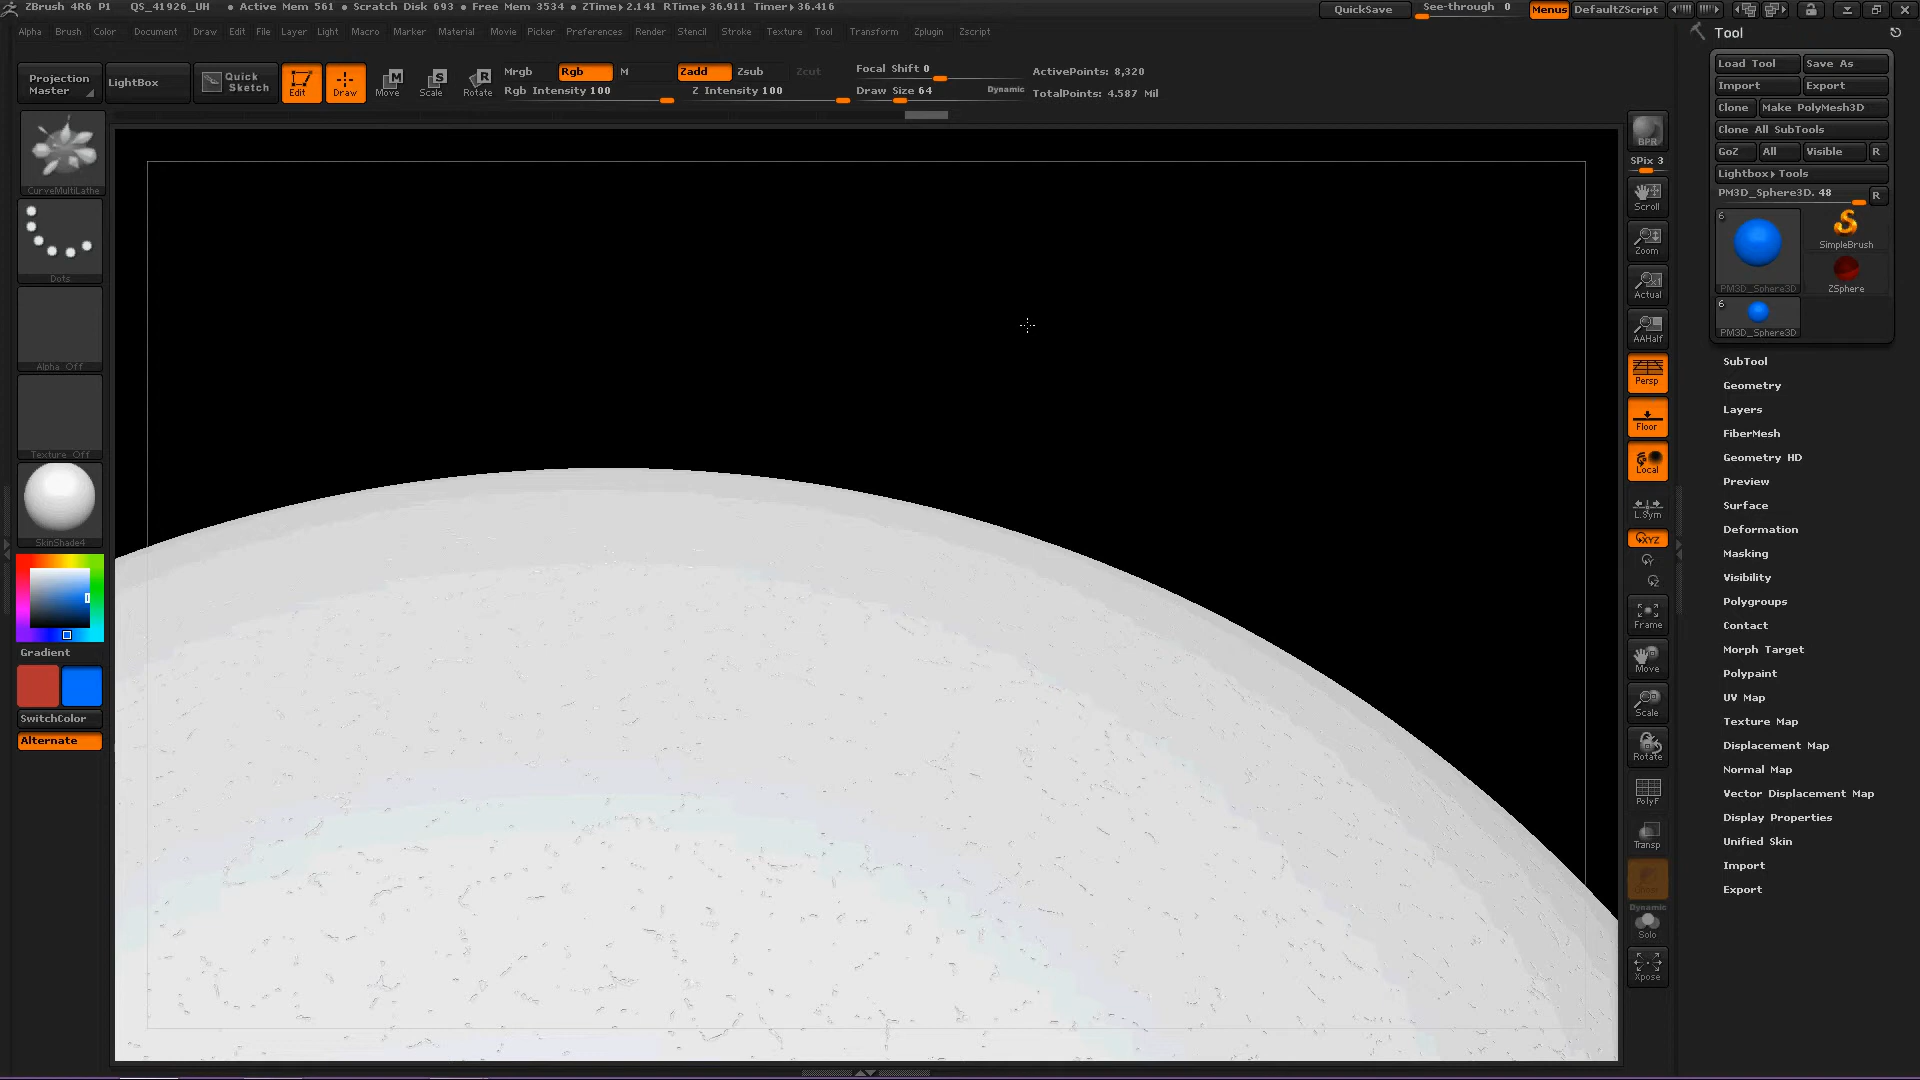 ZBrush 4R6 P1 QS_41926_UH • Active Mem 561 • Scratch Disk 693 • Free Mem 3534 • ZTime▸2.141 RTime▸36.911 Timer▸36.416 QuickSave See-through 0 Menus DefaultZScript
Alpha Brush Color Document Draw Edit File Layer Light Macro Marker Material Movie Picker Preferences Render Stencil Stroke Texture Tool Transform Zplugin Zscript
Projection Master
LightBox
Quick Sketch
Edit
Draw
Move
Scale
Rotate
Mrgb Rgb M
Rgb Intensity 100
Zadd Zsub Zcut
Z Intensity 100
Focal Shift 0
Draw Size 64
Dynamic
ActivePoints: 8,320
TotalPoints: 4.587 Mil
CurveMultiLathe
Dots
Alpha Off
Texture Off
SkinShade4
Gradient
SwitchColor
Alternate
BPR
SPix 3
Scroll
Zoom
Actual
AAHalf
Persp
Floor
Local
L.Sym
XYZ
Y
Z
Frame
Move
Scale
Rotate
PolyF
Transp
Ghost
Dynamic
Solo
Xpose
Tool
Load Tool Save As
Import Export
Clone Make PolyMesh3D
Clone All SubTools
GoZ All Visible R
Lightbox▸Tools
PM3D_Sphere3D. 48 R
6
PM3D_Sphere3D
SimpleBrush
ZSphere
6
PM3D_Sphere3D
SubTool
Geometry
Layers
FiberMesh
Geometry HD
Preview
Surface
Deformation
Masking
Visibility
Polygroups
Contact
Morph Target
Polypaint
UV Map
Texture Map
Displacement Map
Normal Map
Vector Displacement Map
Display Properties
Unified Skin
Import
Export